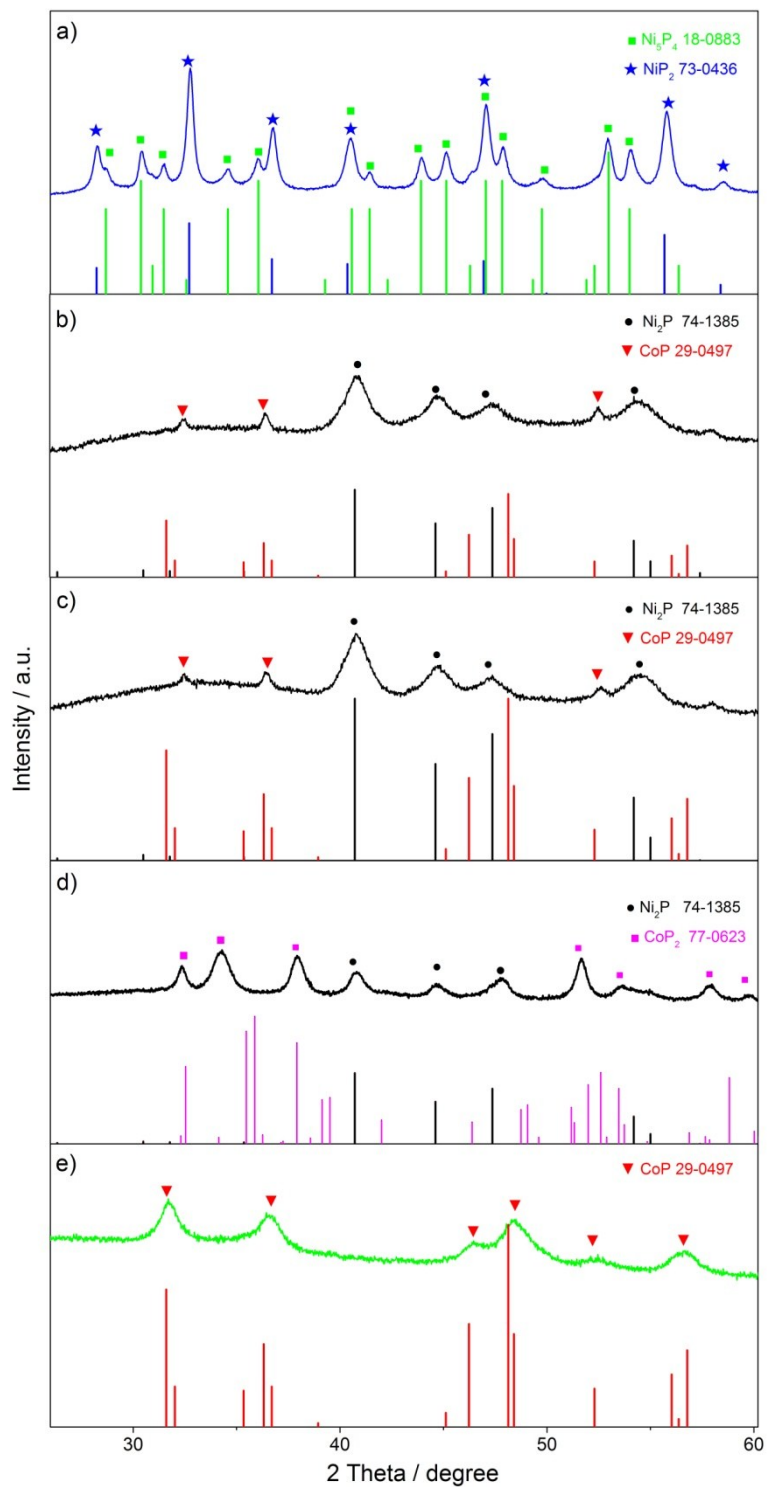 a)
Ni₅P₄ 18-0883
NiP₂ 73-0436
b)
Ni₂P 74-1385
CoP 29-0497
c)
Ni₂P 74-1385
CoP 29-0497
Intensity / a.u.
d)
Ni₂P 74-1385
CoP₂ 77-0623
e)
CoP 29-0497
30 40 50 60
2 Theta / degree